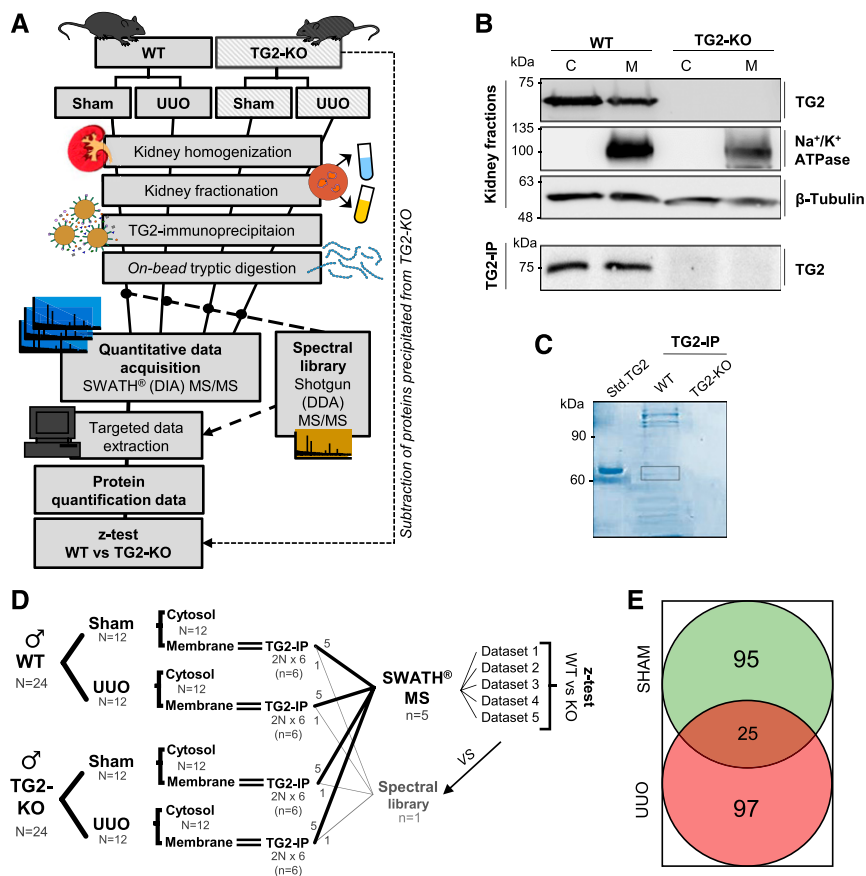 A
WT
TG2-KO
Sham
UUO
Sham
UUO
Kidney homogenization
Kidney fractionation
TG2-immunoprecipitaion
On-bead tryptic digestion
Quantitative data
acquisition
SWATH® (DIA) MS/MS
Spectral
library
Shotgun
(DDA)
MS/MS
Targeted data
extraction
Protein
quantification data
z-test
WT vs TG2-KO
Subtraction of proteins precipitated from TG2-KO
B
WT
TG2-KO
kDa
C
M
C
M
75
TG2
135
100
Na⁺/K⁺
ATPase
63
48
β-Tubulin
Kidney fractions
kDa
75
TG2
TG2-IP
C
TG2-IP
Std.TG2
WT
TG2-KO
kDa
90
60
D
♂
WT
N=24
Sham
N=12
Cytosol
N=12
Membrane
TG2-IP
2N x 6
(n=6)
5
1
UUO
N=12
Cytosol
N=12
Membrane
TG2-IP
2N x 6
(n=6)
5
1
♂
TG2-
KO
N=24
Sham
N=12
Cytosol
N=12
Membrane
TG2-IP
2N x 6
(n=6)
5
1
UUO
N=12
Cytosol
N=12
Membrane
TG2-IP
2N x 6
(n=6)
5
1
SWATH®
MS
n=5
Dataset 1
Dataset 2
Dataset 3
Dataset 4
Dataset 5
z-test
WT vs KO
VS
Spectral
library
n=1
E
SHAM
95
25
UUO
97